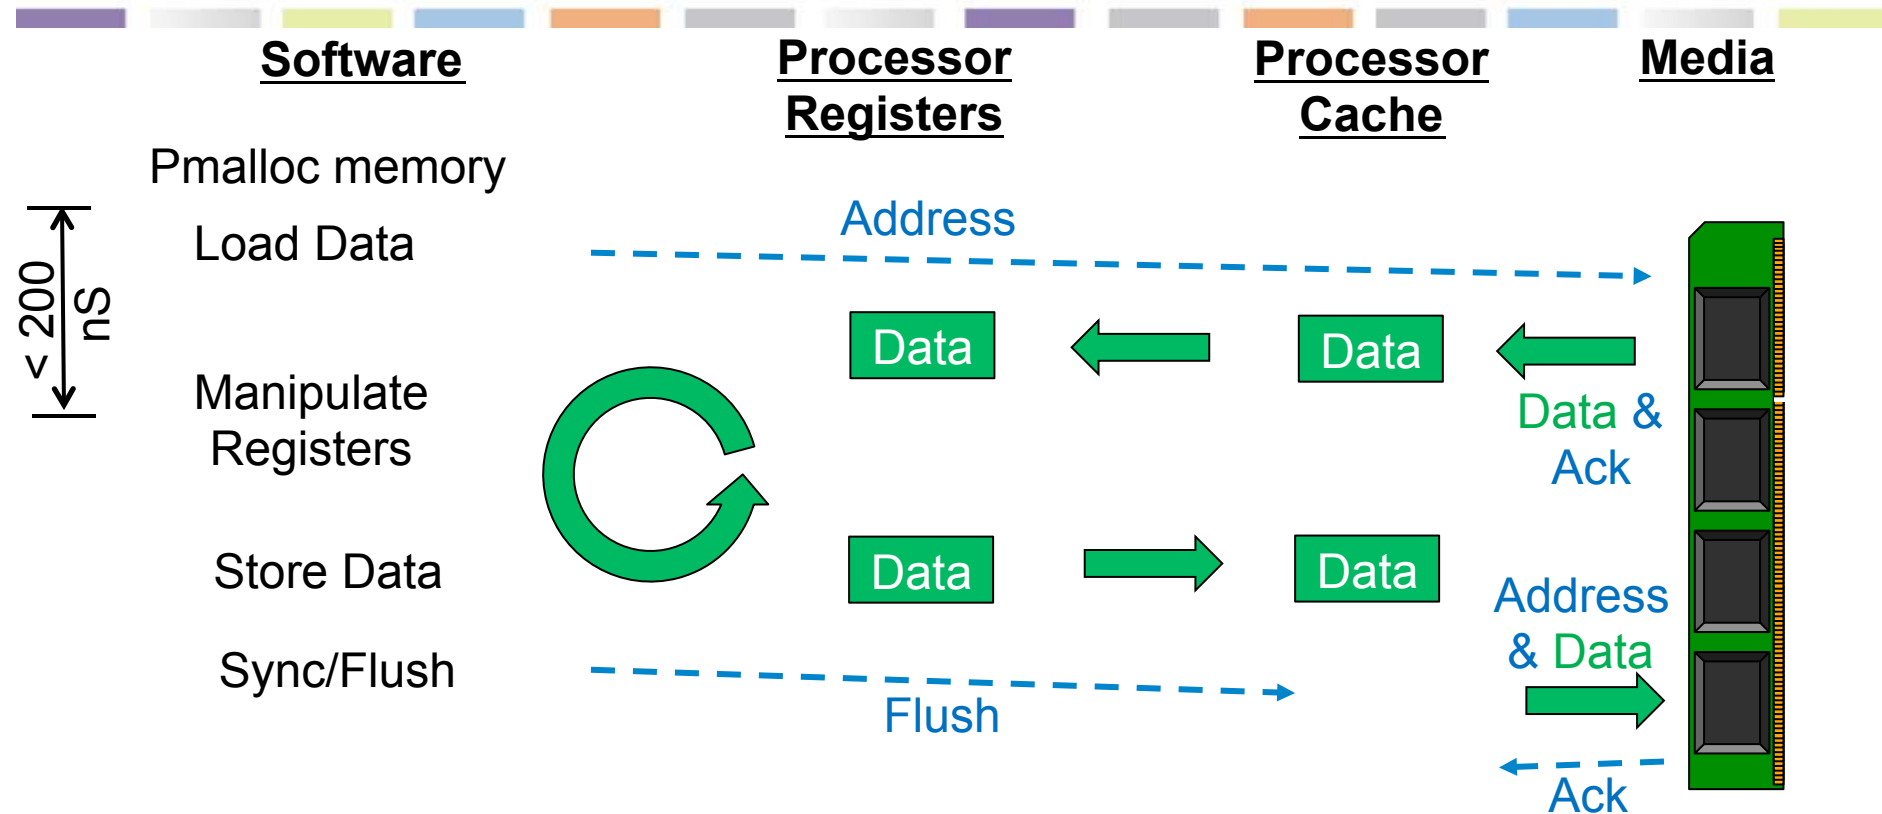 Software
Processor
Registers
Processor
Cache
Media
Pmalloc memory
Load Data
Address
< 200
nS
Data
Data
Data &
Ack
Manipulate
Registers
Store Data
Data
Data
Address
& Data
Sync/Flush
Flush
Ack